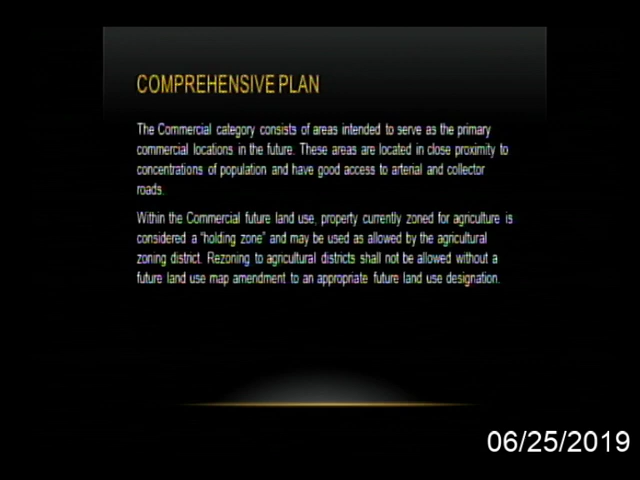 COMPREHENSIVE PLAN
The Commercial category consists of areas intended to serve as the primary
commercial locations in the future. These areas are located in close proximity to
concentrations of population and have good access to arterial and collector
roads.
Within the Commercial future land use, property currently zoned for agriculture is
considered a "holding zone" and may be used as allowed by the agricultural
zoning district. Rezoning to agricultural districts shall not be allowed without a
future land use map amendment to an appropriate future land use designation.
06/25/2019